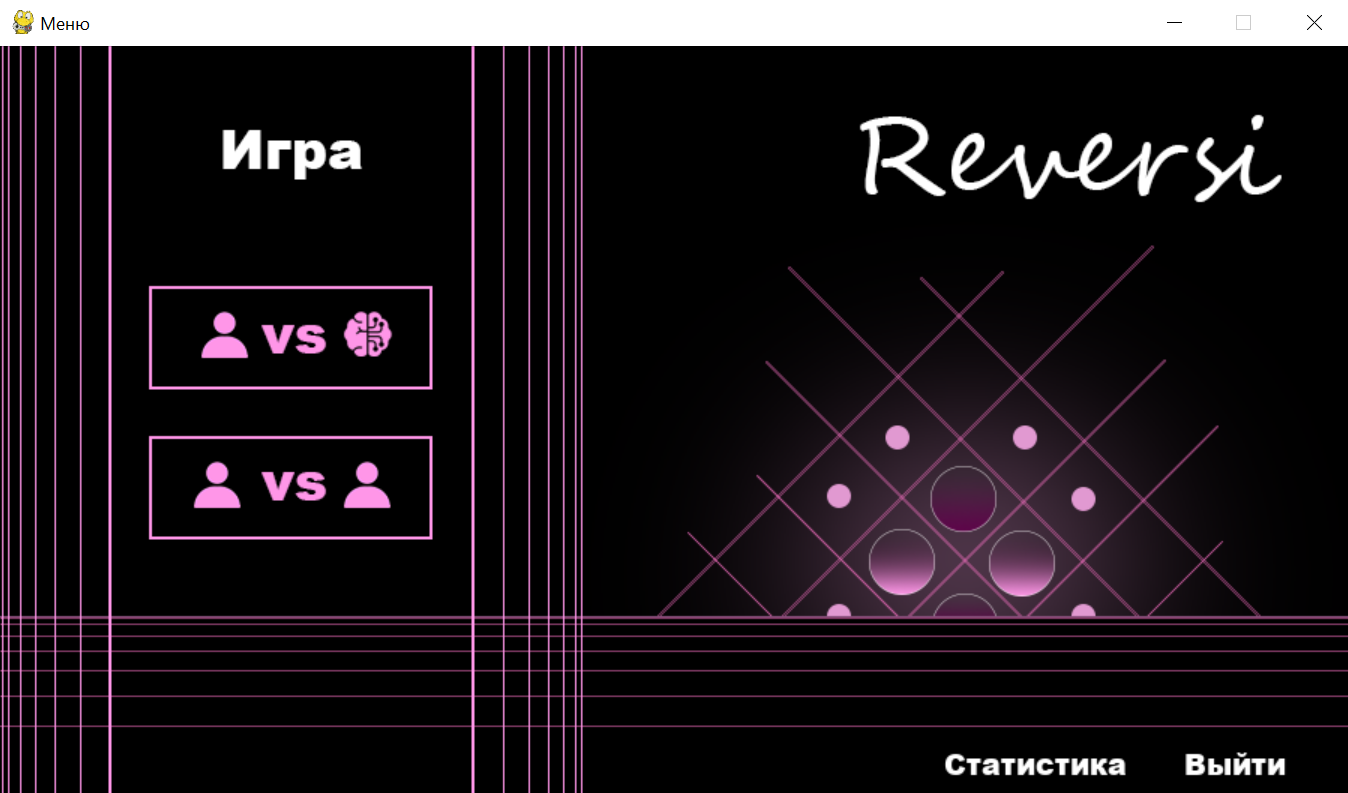 Меню
Игра
Reversi
vs
vs
Статистика
Выйти